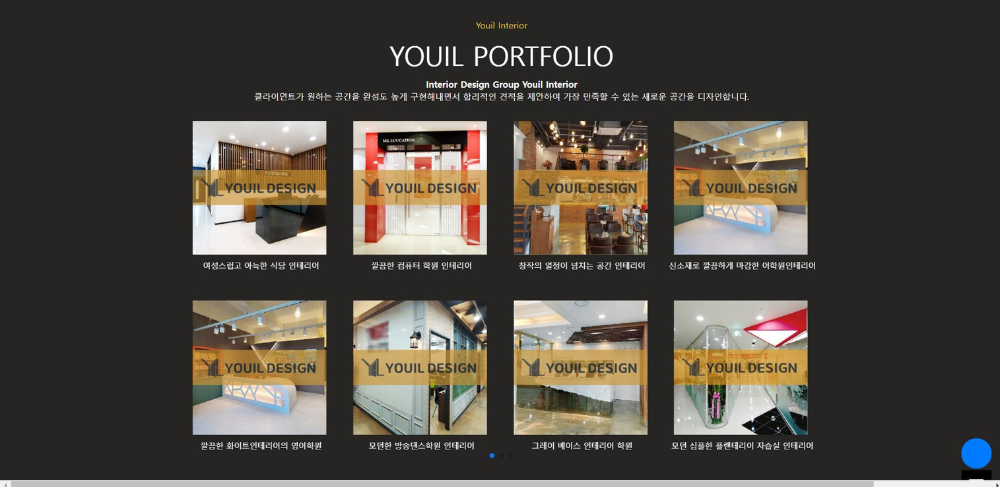 Youil Interior
YOUIL PORTFOLIO
Interior Design Group Youil Interior
클라이언트가 원하는 공간을 완성도 높게 구현해내면서 합리적인 견적을 제안하여 가장 만족할 수 있는 새로운 공간을 디자인합니다.
MK EDUCATION
YOUIL DESIGN
YOUIL DESIGN
YOUIL DESIGN
YOUIL DESIGN
여성스럽고 아늑한 식당 인테리어
깔끔한 컴퓨터 학원 인테리어
창작의 열정이 넘치는 공간 인테리어
신소재로 깔끔하게 마감한 어학원인테리어
YOUIL DESIGN
YOUIL DESIGN
YOUIL DESIGN
YOUIL DESIGN
깔끔한 화이트인테리어의 영어학원
모던한 방송댄스학원 인테리어
그레이 베이스 인테리어 학원
모던 심플한 플랜테리어 자습실 인테리어